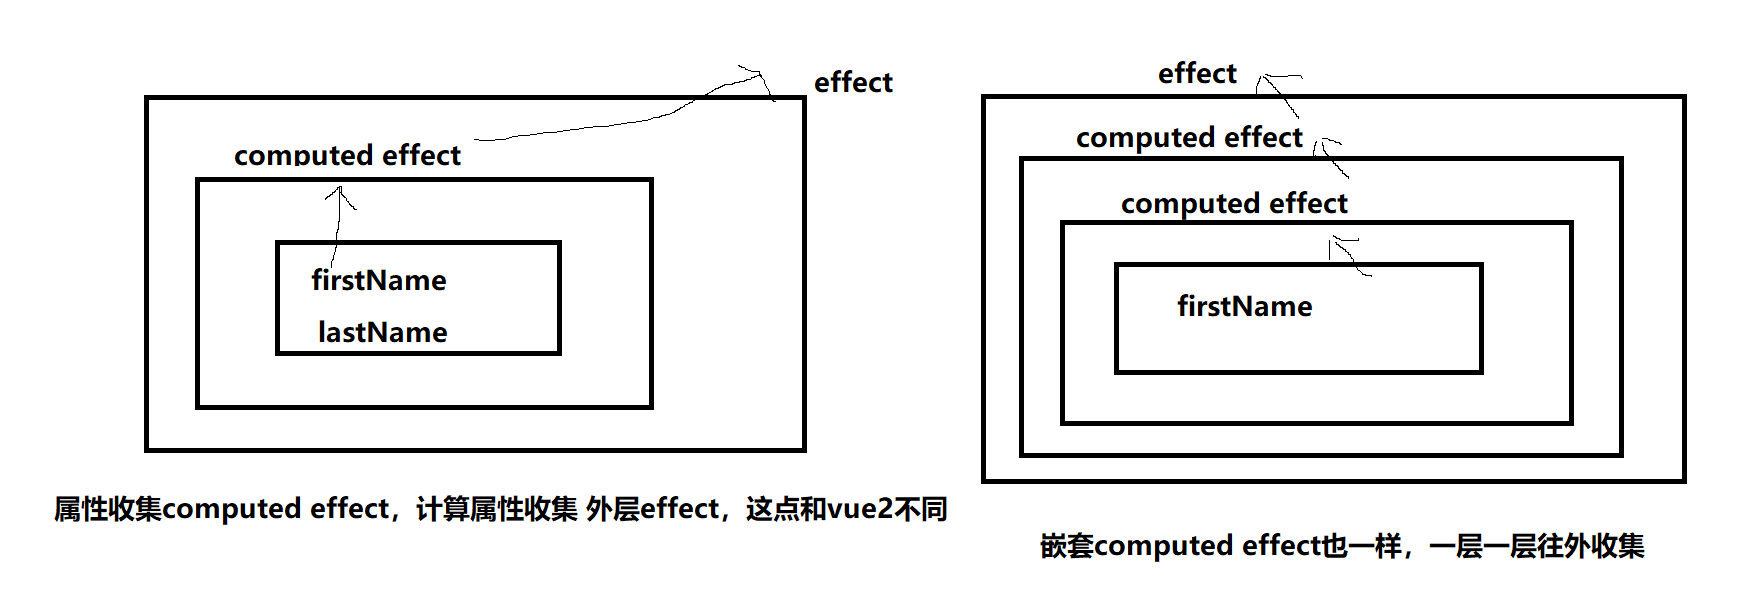 effect
computed effect
firstName
lastName
属性收集computed effect，计算属性收集 外层effect，这点和vue2不同
effect
computed effect
computed effect
firstName
嵌套computed effect也一样，一层一层往外收集